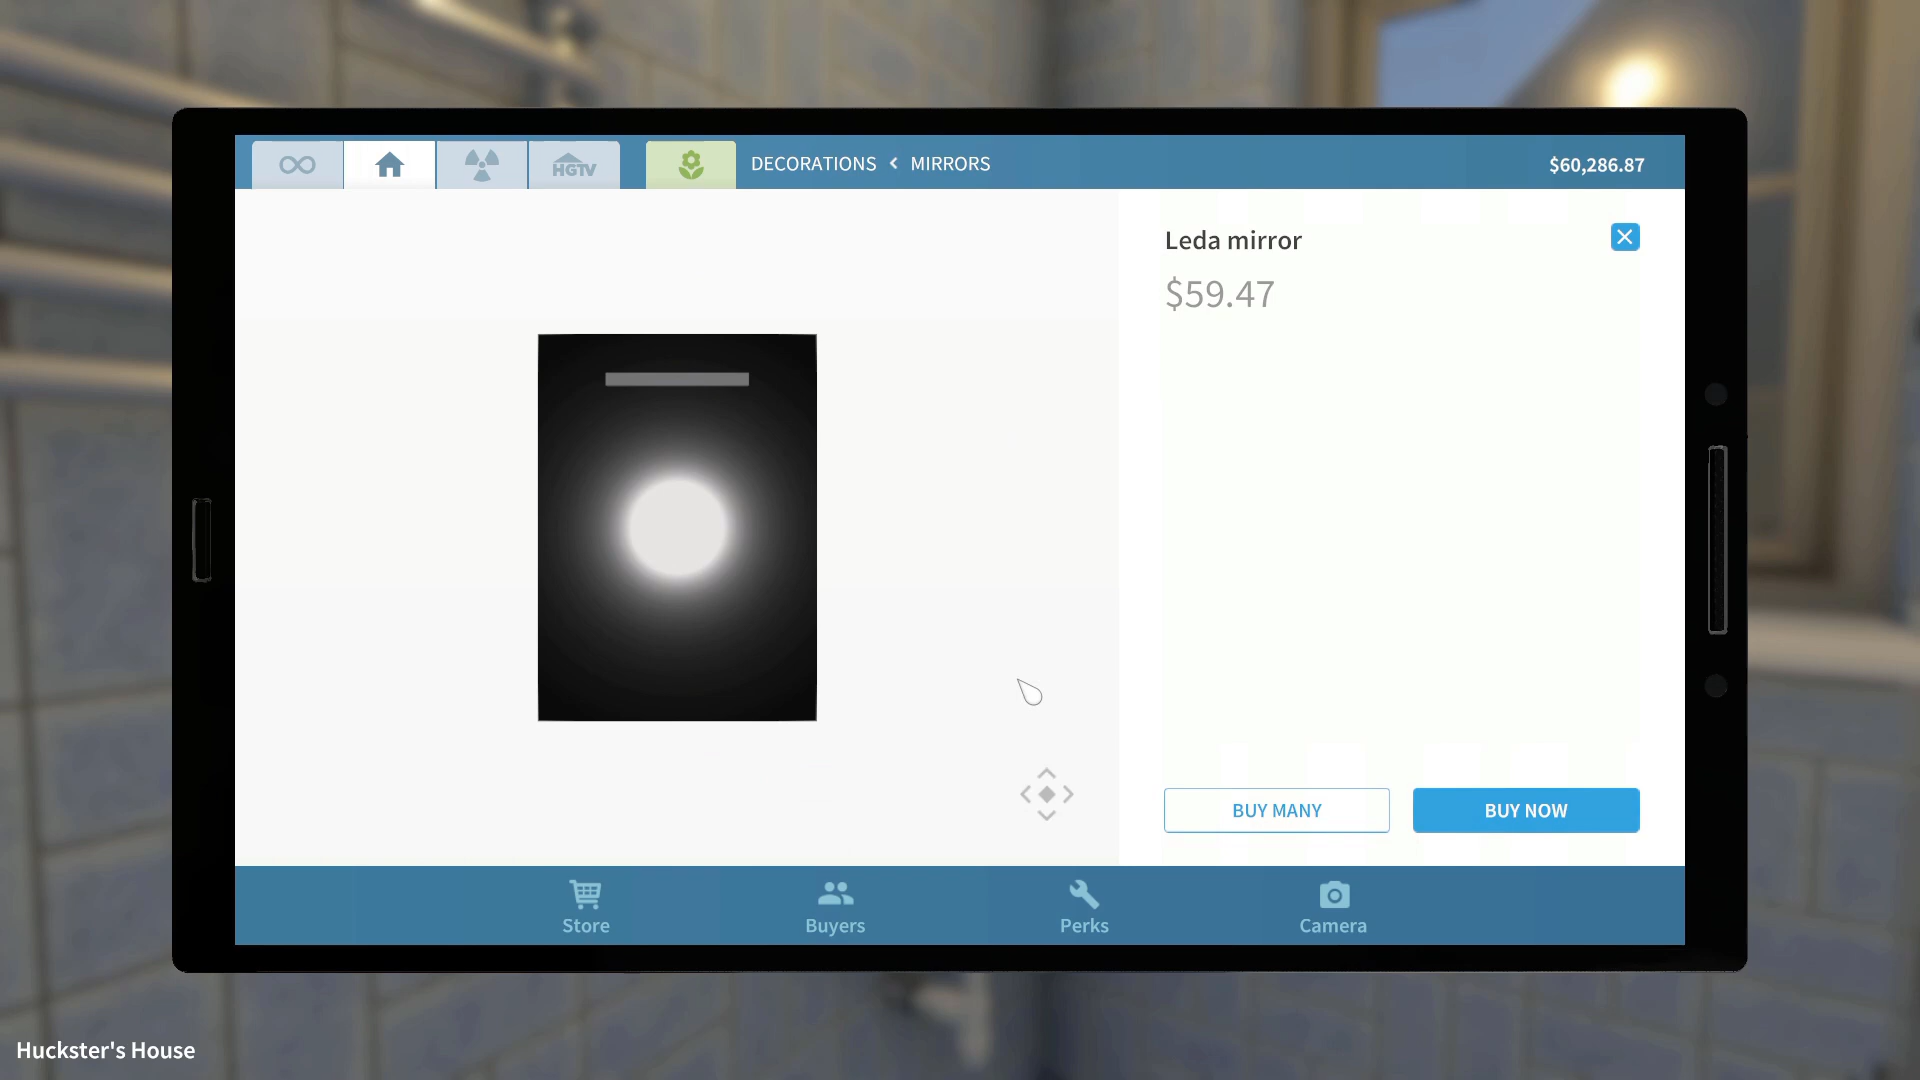 HGTV
DECORATIONS < MIRRORS
$60,286.87
Leda mirror
$59.47
BUY MANY
BUY NOW
Store
Buyers
Perks
Camera
Huckster's House